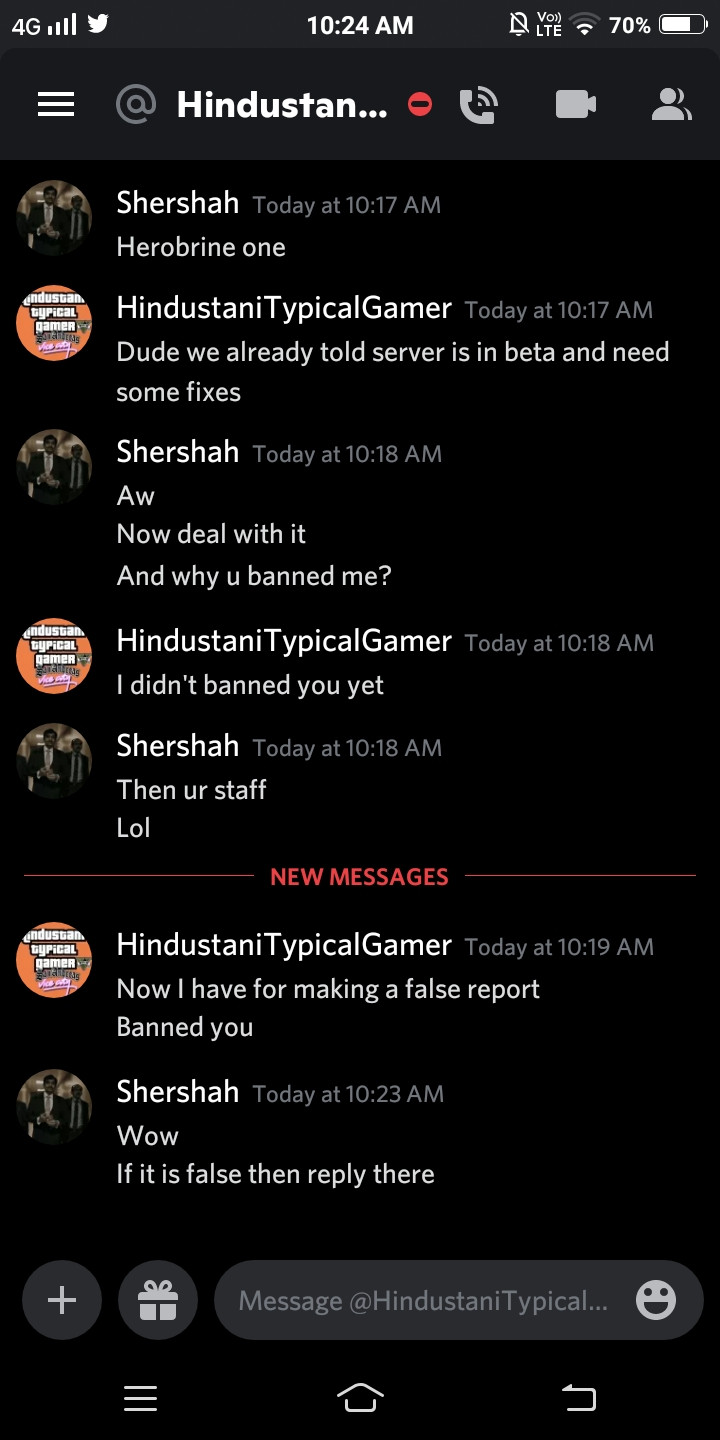 4G 10:24 AM Vo)) LTE 70%
@ Hindustan...
Shershah Today at 10:17 AM
Herobrine one
HindustaniTypicalGamer Today at 10:17 AM
Dude we already told server is in beta and need
some fixes
Shershah Today at 10:18 AM
Aw
Now deal with it
And why u banned me?
HindustaniTypicalGamer Today at 10:18 AM
I didn't banned you yet
Shershah Today at 10:18 AM
Then ur staff
Lol
NEW MESSAGES
HindustaniTypicalGamer Today at 10:19 AM
Now I have for making a false report
Banned you
Shershah Today at 10:23 AM
Wow
If it is false then reply there
Message @HindustaniTypical...